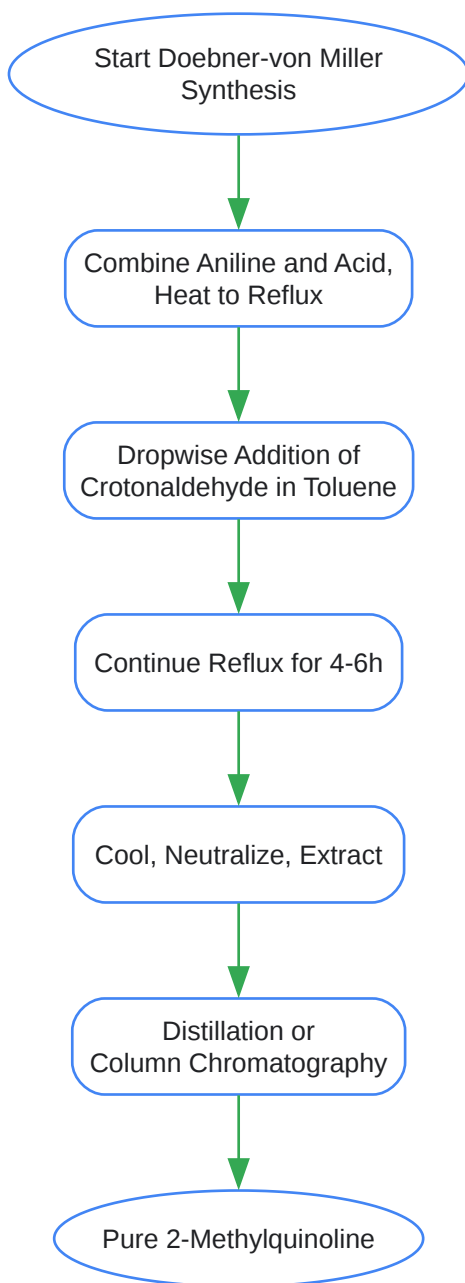 Start Doebner-von Miller
Synthesis
Combine Aniline and Acid,
Heat to Reflux
Dropwise Addition of
Crotonaldehyde in Toluene
Continue Reflux for 4-6h
Cool, Neutralize, Extract
Distillation or
Column Chromatography
Pure 2-Methylquinoline